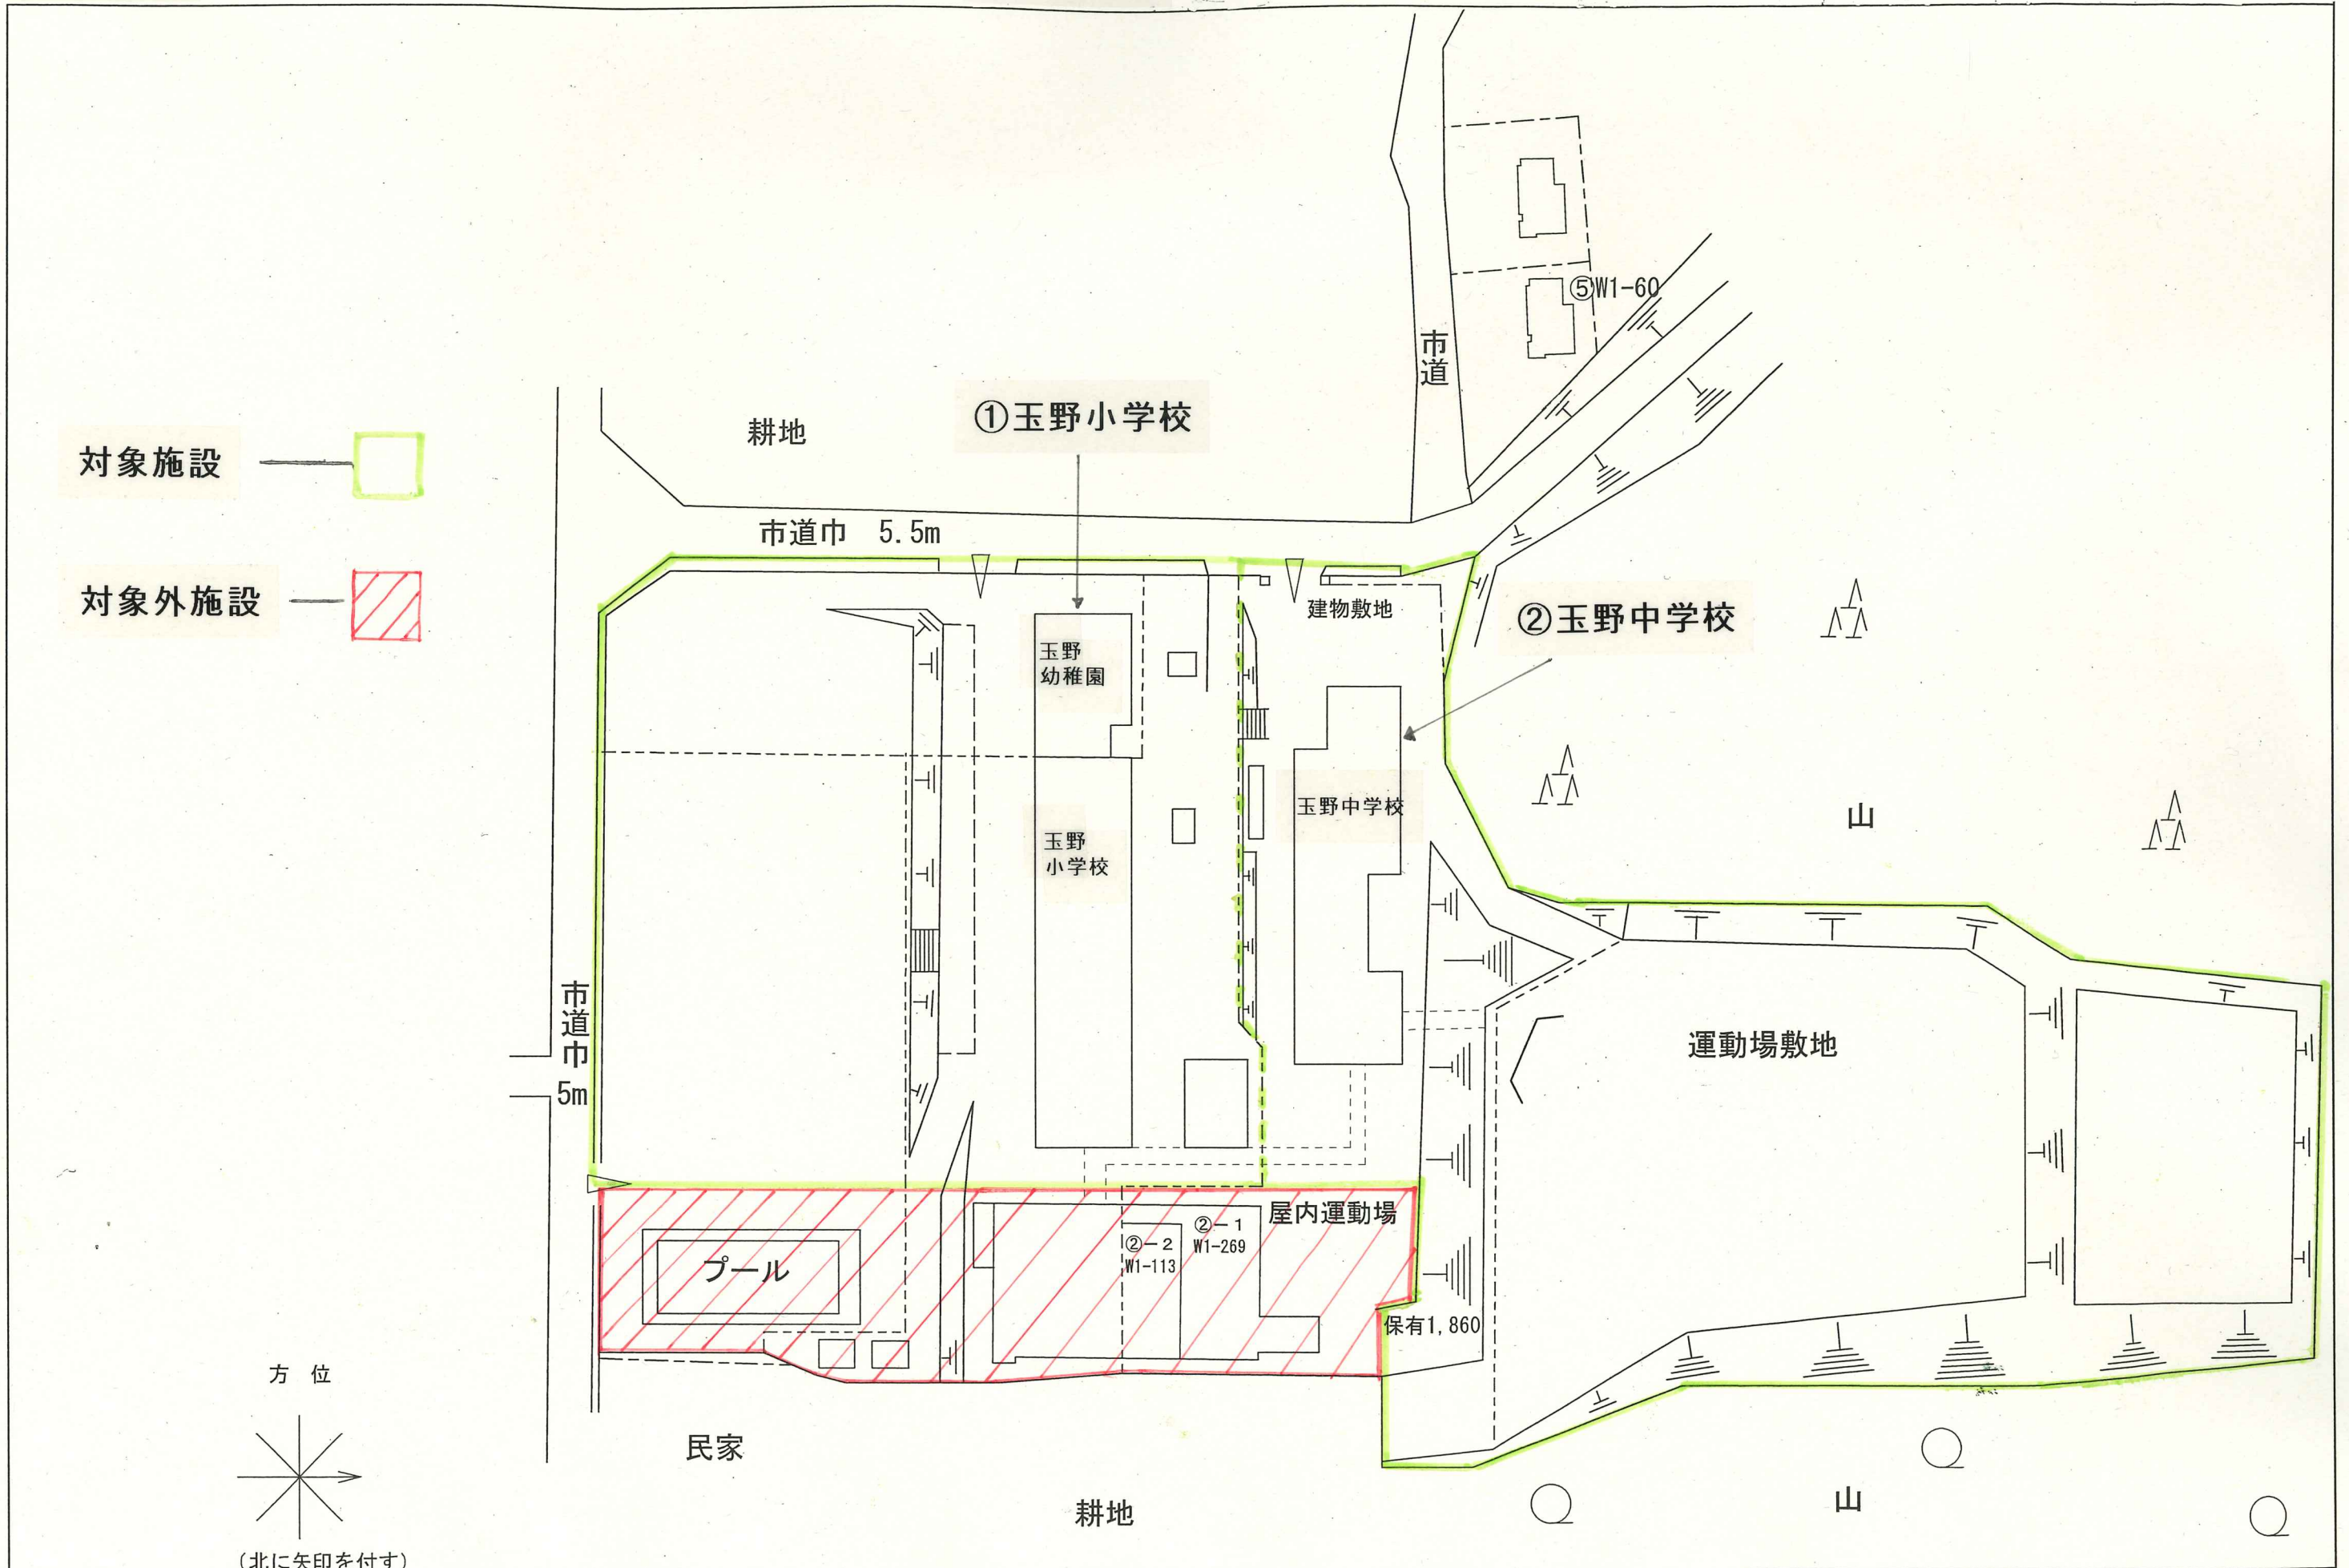 ⑤W1-60
市道
①玉野小学校
耕地
対象施設
市道巾 5.5m
対象外施設
建物敷地
②玉野中学校
玉野
幼稚園
玉野中学校
山
玉野
小学校
市道巾
5m
運動場敷地
屋内運動場
②－１
W1-269
②－２
W1-113
プール
保有1,860
方 位
民家
耕地
山
(北に矢印を付す)